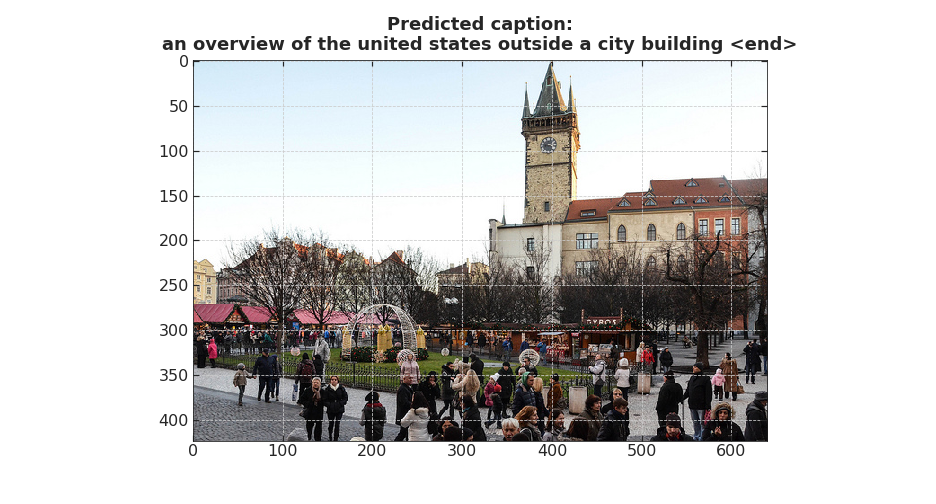 Predicted caption:
an overview of the united states outside a city building <end>
0
50
100
150
200
250
300
350
400
GYROS
0 100 200 300 400 500 600